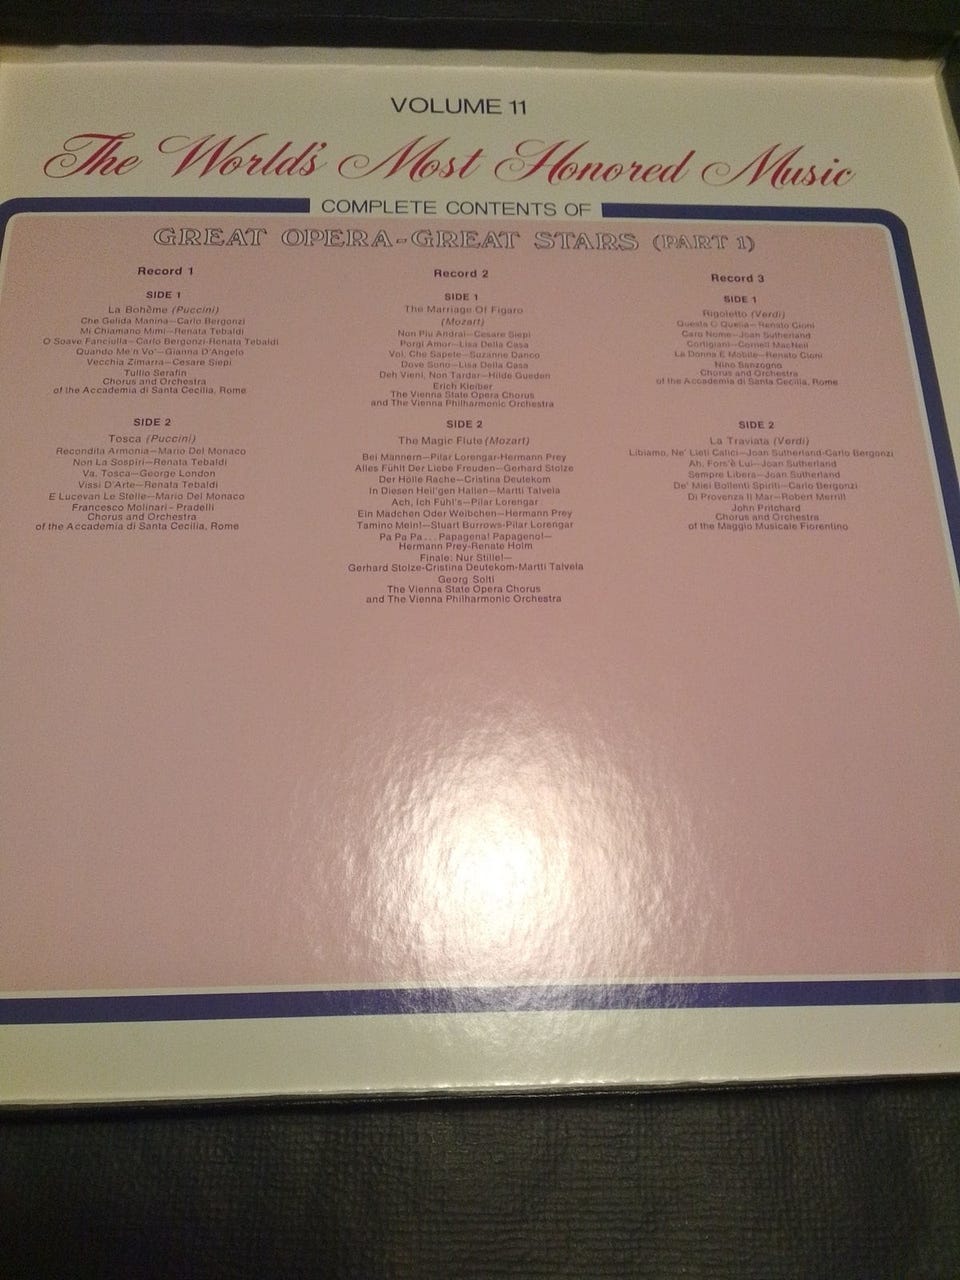 VOLUME 11
The World's Most Honored Music
COMPLETE CONTENTS OF
GREAT OPERA-GREAT STARS (PART 1)
Record 1
SIDE 1
La Bohème (Puccini)
Che Gelida Manina—Carlo Bergonzi
Mi Chiamano Mimi—Renata Tebaldi
O Soave Fanciulla—Carlo Bergonzi-Renata Tebaldi
Quando Me'n Vo'—Gianna D'Angelo
Vecchia Zimarra—Cesare Siepi
Tullio Serafin
Chorus and Orchestra
of the Accademia di Santa Cecilia, Rome
SIDE 2
Tosca (Puccini)
Recondita Armonia—Mario Del Monaco
Non La Sospiri—Renata Tebaldi
Va, Tosca—George London
Vissi D'Arte—Renata Tebaldi
E Lucevan Le Stelle—Mario Del Monaco
Francesco Molinari - Pradelli
Chorus and Orchestra
of the Accademia di Santa Cecilia, Rome
Record 2
SIDE 1
The Marriage Of Figaro
(Mozart)
Non Piu Andrai—Cesare Siepi
Porgi Amor—Lisa Della Casa
Voi, Che Sapete—Suzanne Danco
Dove Sono—Lisa Della Casa
Deh Vieni, Non Tardar—Hilde Gueden
Erich Kleiber
The Vienna State Opera Chorus
and The Vienna Philharmonic Orchestra
SIDE 2
The Magic Flute (Mozart)
Bei Männern—Pilar Lorengar-Hermann Prey
Alles Fühlt Der Liebe Freuden—Gerhard Stolze
Der Hölle Rache—Cristina Deutekom
In Diesen Heil'gen Hallen—Martti Talvela
Ach, Ich Fühl's—Pilar Lorengar
Ein Mädchen Oder Weibchen—Hermann Prey
Tamino Mein!—Stuart Burrows-Pilar Lorengar
Pa Pa Pa... Papagena! Papageno!—
Hermann Prey-Renate Holm
Finale: Nur Stille!—
Gerhard Stolze-Cristina Deutekom-Martti Talvela
Georg Solti
The Vienna State Opera Chorus
and The Vienna Philharmonic Orchestra
Record 3
SIDE 1
Rigoletto (Verdi)
Questa O Quella—Renato Cioni
Caro Nome—Joan Sutherland
Cortigiani—Cornell MacNeil
La Donna E Mobile—Renato Cioni
Nino Sanzogno
Chorus and Orchestra
of the Accademia di Santa Cecilia, Rome
SIDE 2
La Traviata (Verdi)
Libiamo, Ne' Lieti Calici—Joan Sutherland-Carlo Bergonzi
Ah, Fors'è Lui—Joan Sutherland
Sempre Libera—Joan Sutherland
De' Miei Bollenti Spiriti—Carlo Bergonzi
Di Provenza Il Mar—Robert Merrill
John Pritchard
Chorus and Orchestra
of the Maggio Musicale Fiorentino